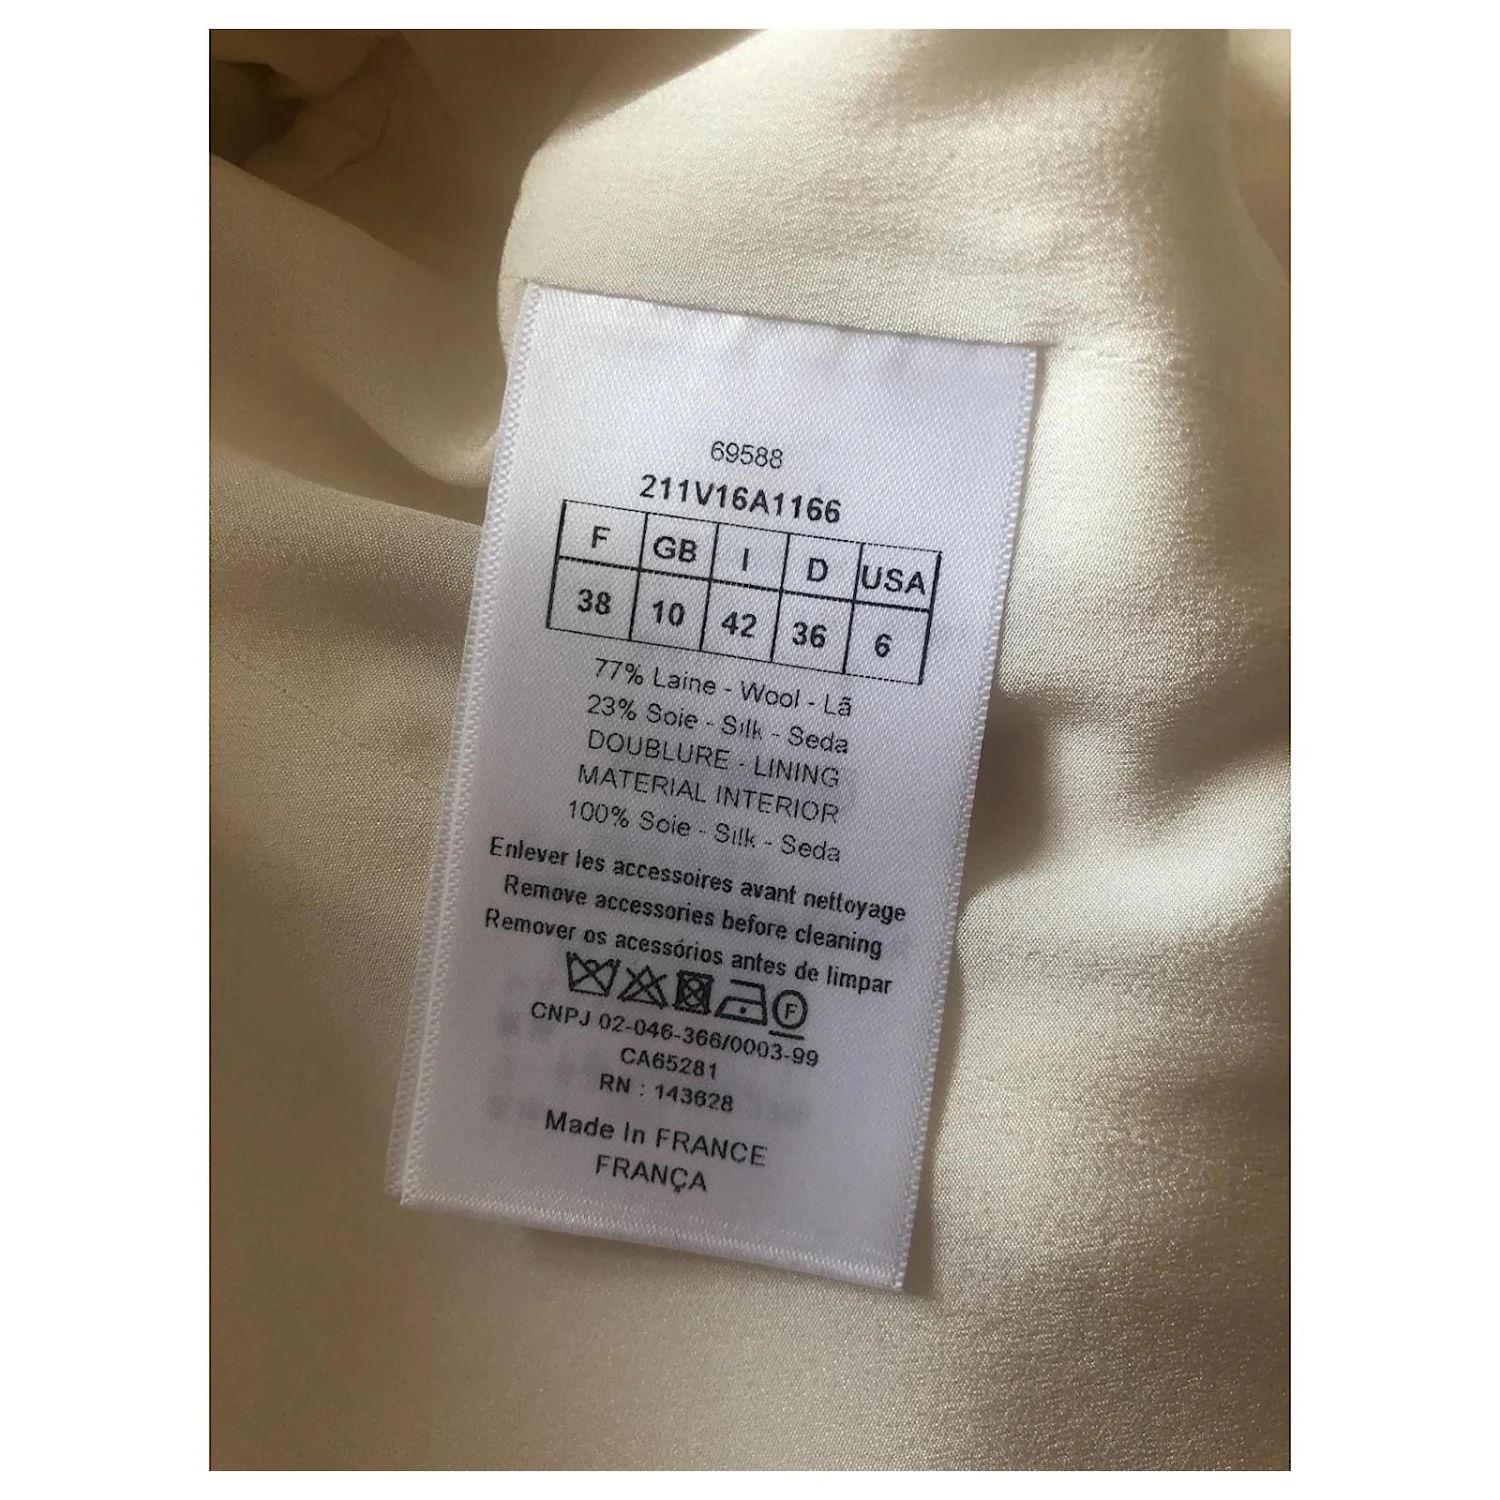 69588
211V16A1166
F GB I D USA
38 10 42 36 6
77% Laine - Wool - Lã
23% Soie - Silk - Seda
DOUBLURE - LINING
MATERIAL INTERIOR
100% Soie - Silk - Seda
Enlever les accessoires avant nettoyage
Remove accessories before cleaning
Remover os acessórios antes de limpar
F
CNPJ 02-046-366/0003-99
CA65281
RN : 143628
Made In FRANCE
FRANÇA